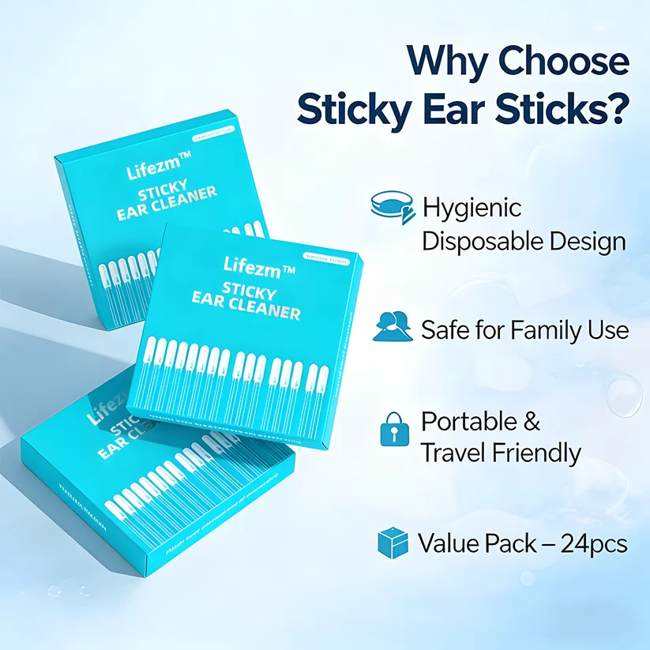 Why Choose
Sticky Ear Sticks?
Lifezm™
STICKY
EAR CLEANER
Lifezm™
STICKY
EAR CLEANER
Lifezm
STICKY
EAR CLEANER
Hygienic
Disposable Design
Safe for Family Use
Portable &
Travel Friendly
Value Pack – 24pcs